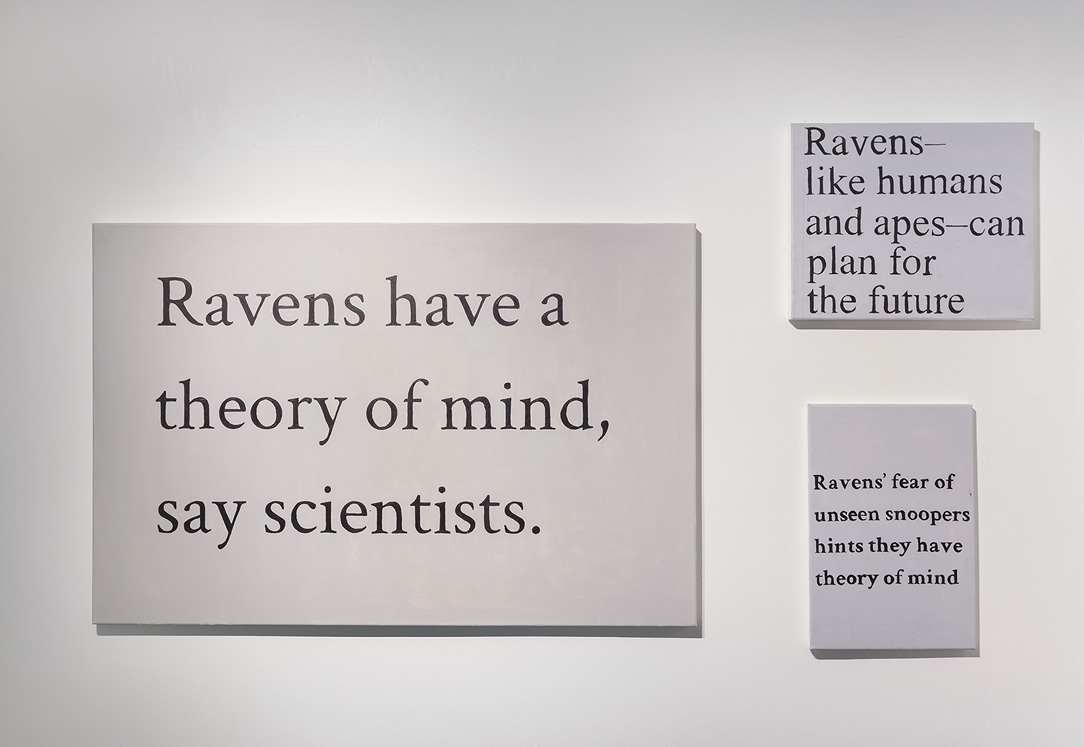 Ravens have a
theory of mind,
say scientists.
Ravens—
like humans
and apes—can
plan for
the future
Ravens’ fear of
unseen snoopers
hints they have
theory of mind